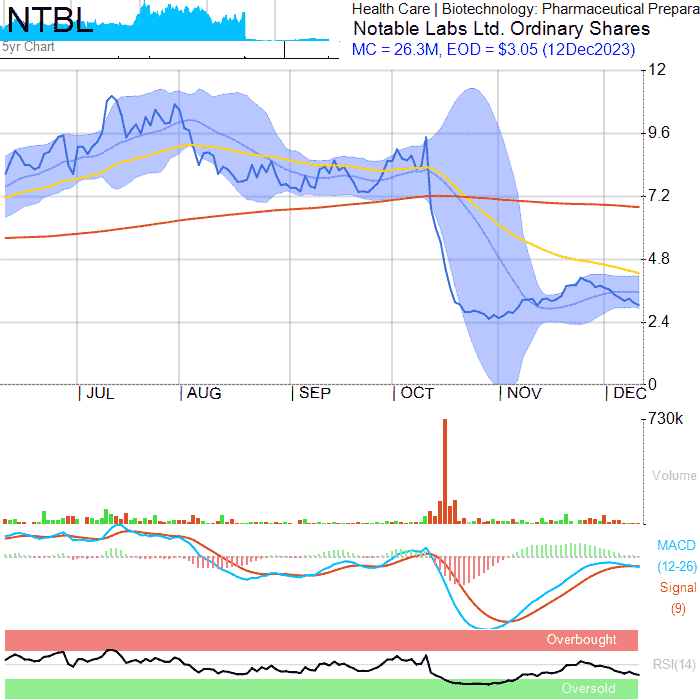 NTBL
5yr Chart
Health Care | Biotechnology: Pharmaceutical Prepara
Notable Labs Ltd. Ordinary Shares
MC = 26.3M, EOD = $3.05 (12Dec2023)
12
9.6
7.2
4.8
2.4
0
JUL AUG SEP OCT NOV DEC
730k
Volume
MACD
(12-26)
Signal
(9)
Overbought
RSI(14)
Oversold